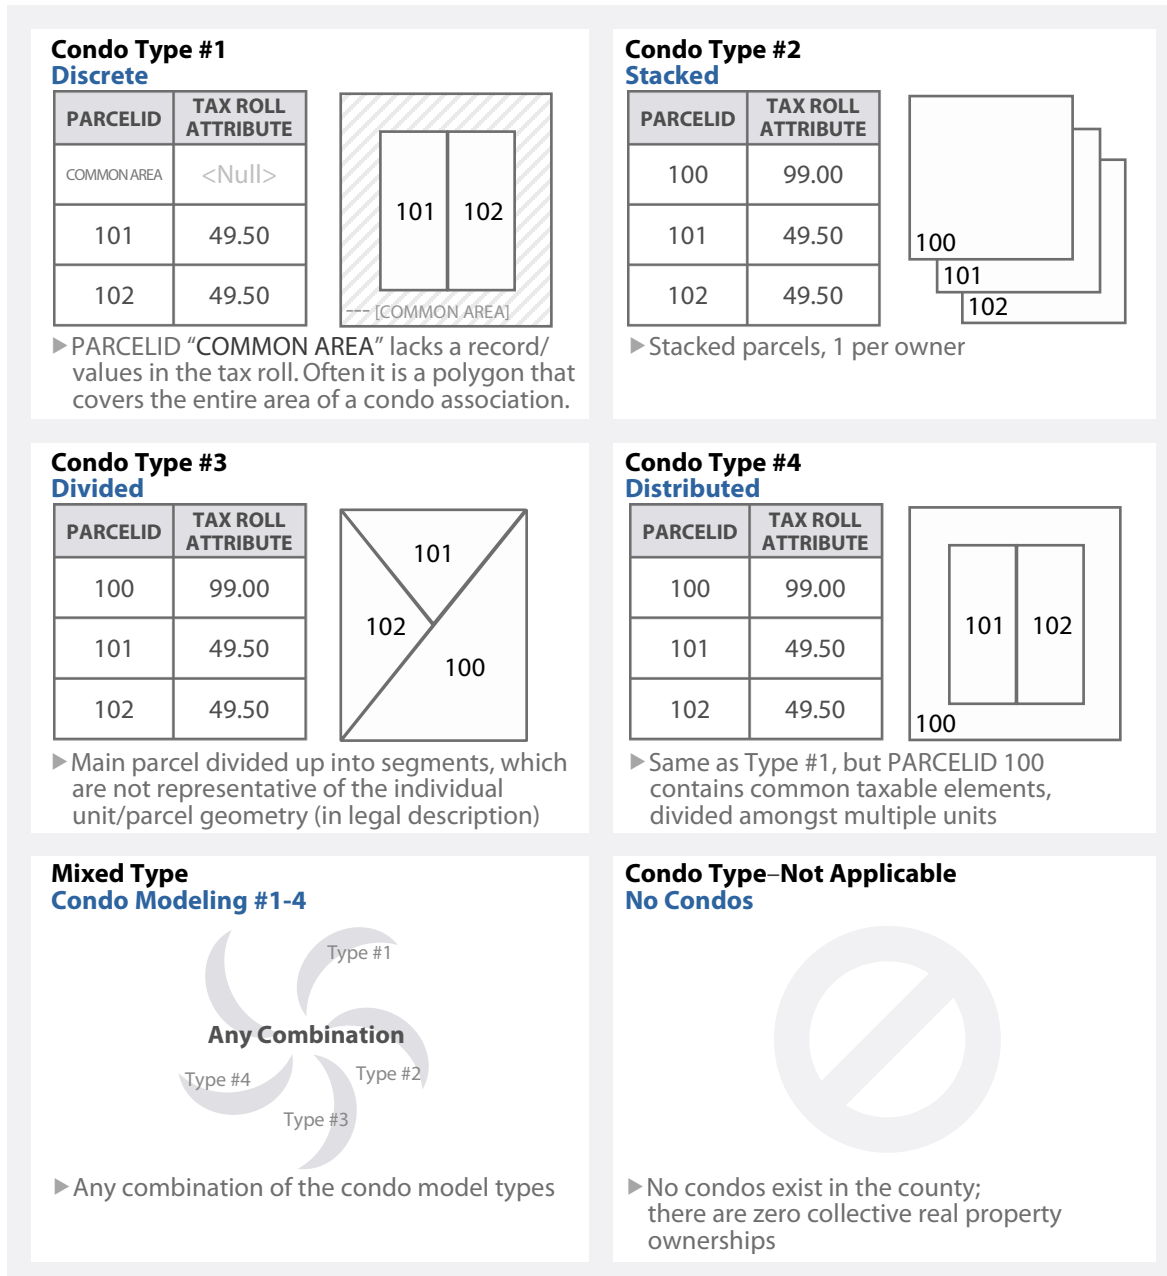 Condo Type #1
Discrete
PARCELID TAX ROLL ATTRIBUTE
COMMON AREA <Null>
101 49.50
102 49.50
101 102
--- [COMMON AREA]
▶PARCELID “COMMON AREA” lacks a record/
values in the tax roll. Often it is a polygon that
covers the entire area of a condo association.
Condo Type #2
Stacked
PARCELID TAX ROLL ATTRIBUTE
100 99.00
101 49.50
102 49.50
100
101
102
▶Stacked parcels, 1 per owner
Condo Type #3
Divided
PARCELID TAX ROLL ATTRIBUTE
100 99.00
101 49.50
102 49.50
101
102
100
▶Main parcel divided up into segments, which
are not representative of the individual
unit/parcel geometry (in legal description)
Condo Type #4
Distributed
PARCELID TAX ROLL ATTRIBUTE
100 99.00
101 49.50
102 49.50
101 102
100
▶Same as Type #1, but PARCELID 100
contains common taxable elements,
divided amongst multiple units
Mixed Type
Condo Modeling #1-4
Type #1
Any Combination
Type #4 Type #2
Type #3
▶Any combination of the condo model types
Condo Type–Not Applicable
No Condos
▶No condos exist in the county;
there are zero collective real property
ownerships